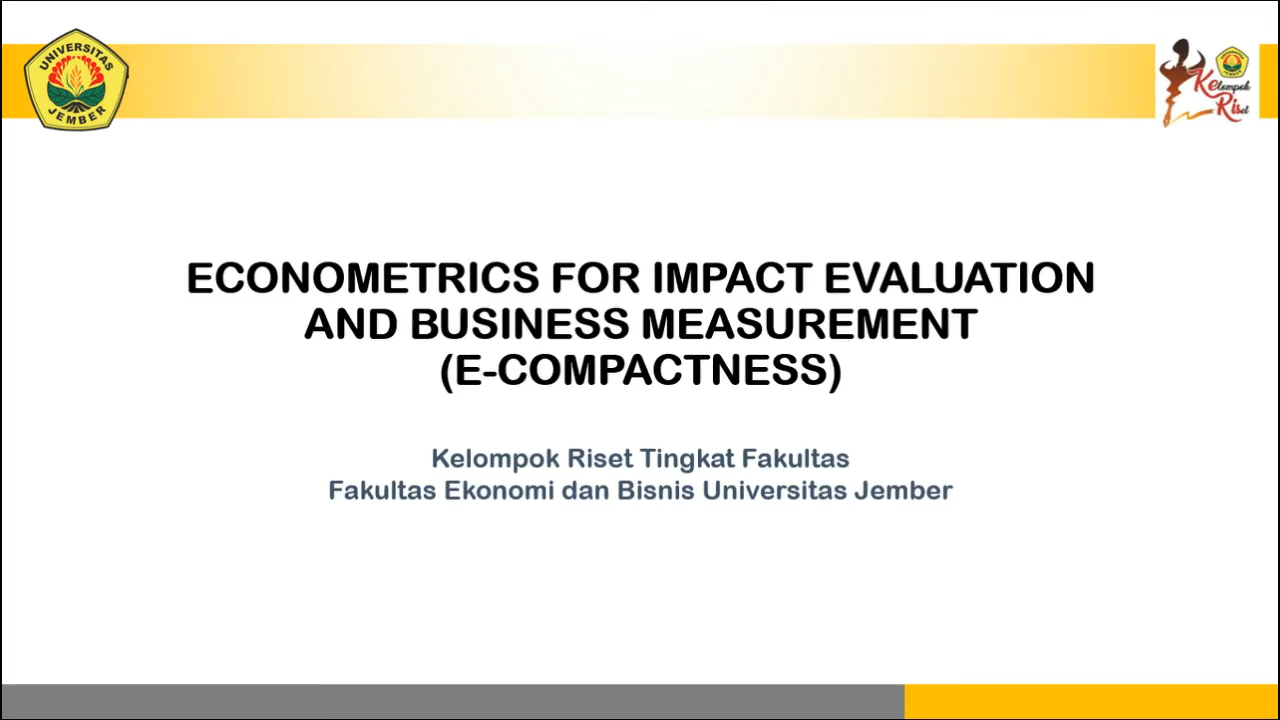 UNIVERSITAS
JEMBER
Kelompok
Riset
ECONOMETRICS FOR IMPACT EVALUATION
AND BUSINESS MEASUREMENT
(E-COMPACTNESS)
Kelompok Riset Tingkat Fakultas
Fakultas Ekonomi dan Bisnis Universitas Jember